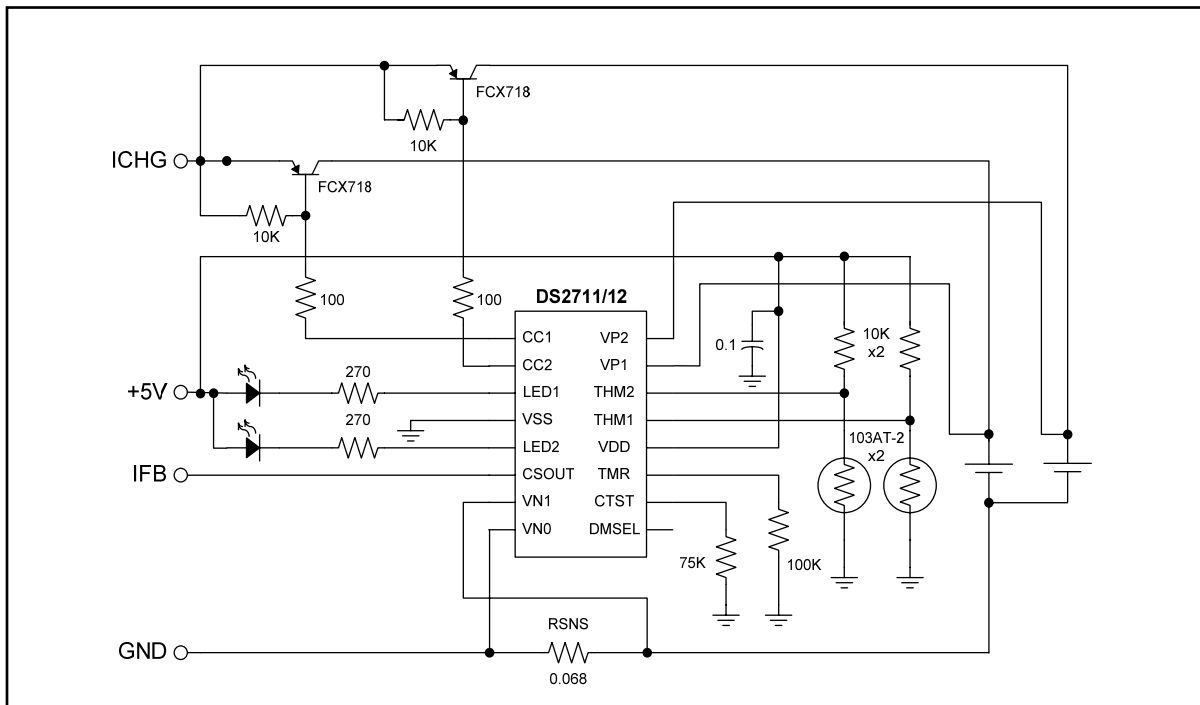 FCX718
10K
ICHG
FCX718
10K
100
100
DS2711/12
CC1
VP2
0.1
10K
x2
CC2
VP1
+5V
270
LED1
THM2
270
VSS
THM1
LED2
VDD
103AT-2
x2
IFB
CSOUT
TMR
VN1
CTST
VN0
DMSEL
75K
100K
RSNS
GND
0.068